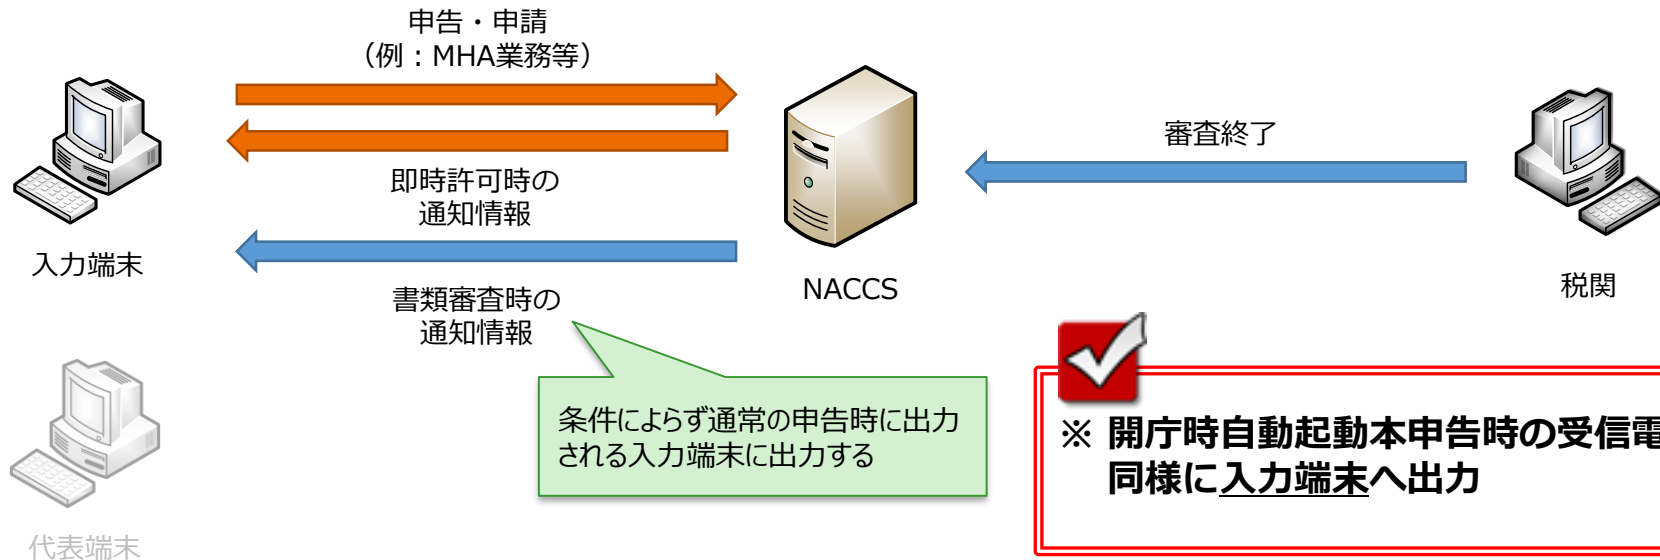 申告・申請
(例：MHA業務等)
即時許可時の
通知情報
入力端末
書類審査時の
通知情報
NACCS
審査終了
税関
条件によらず通常の申告時に出力
される入力端末に出力する
※ 開庁時自動起動本申告時の受信電
同様に入力端末へ出力
代表端末